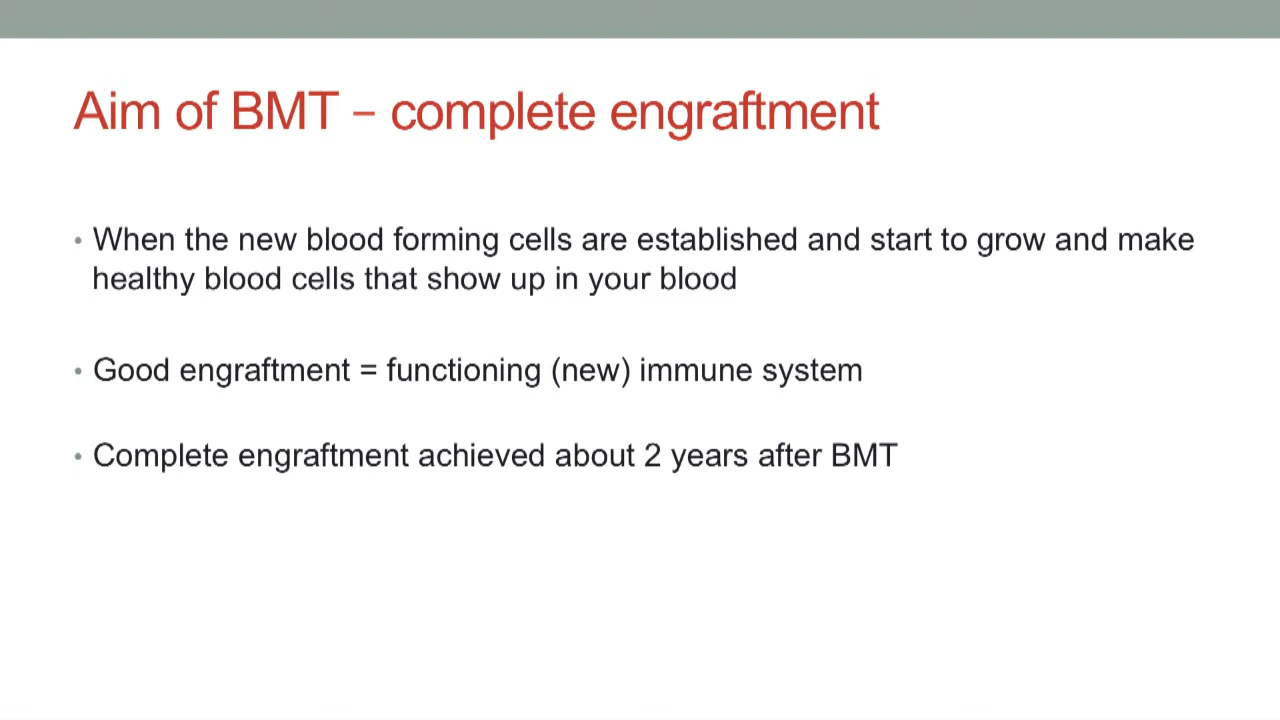 Aim of BMT – complete engraftment
• When the new blood forming cells are established and start to grow and make
healthy blood cells that show up in your blood
• Good engraftment = functioning (new) immune system
• Complete engraftment achieved about 2 years after BMT